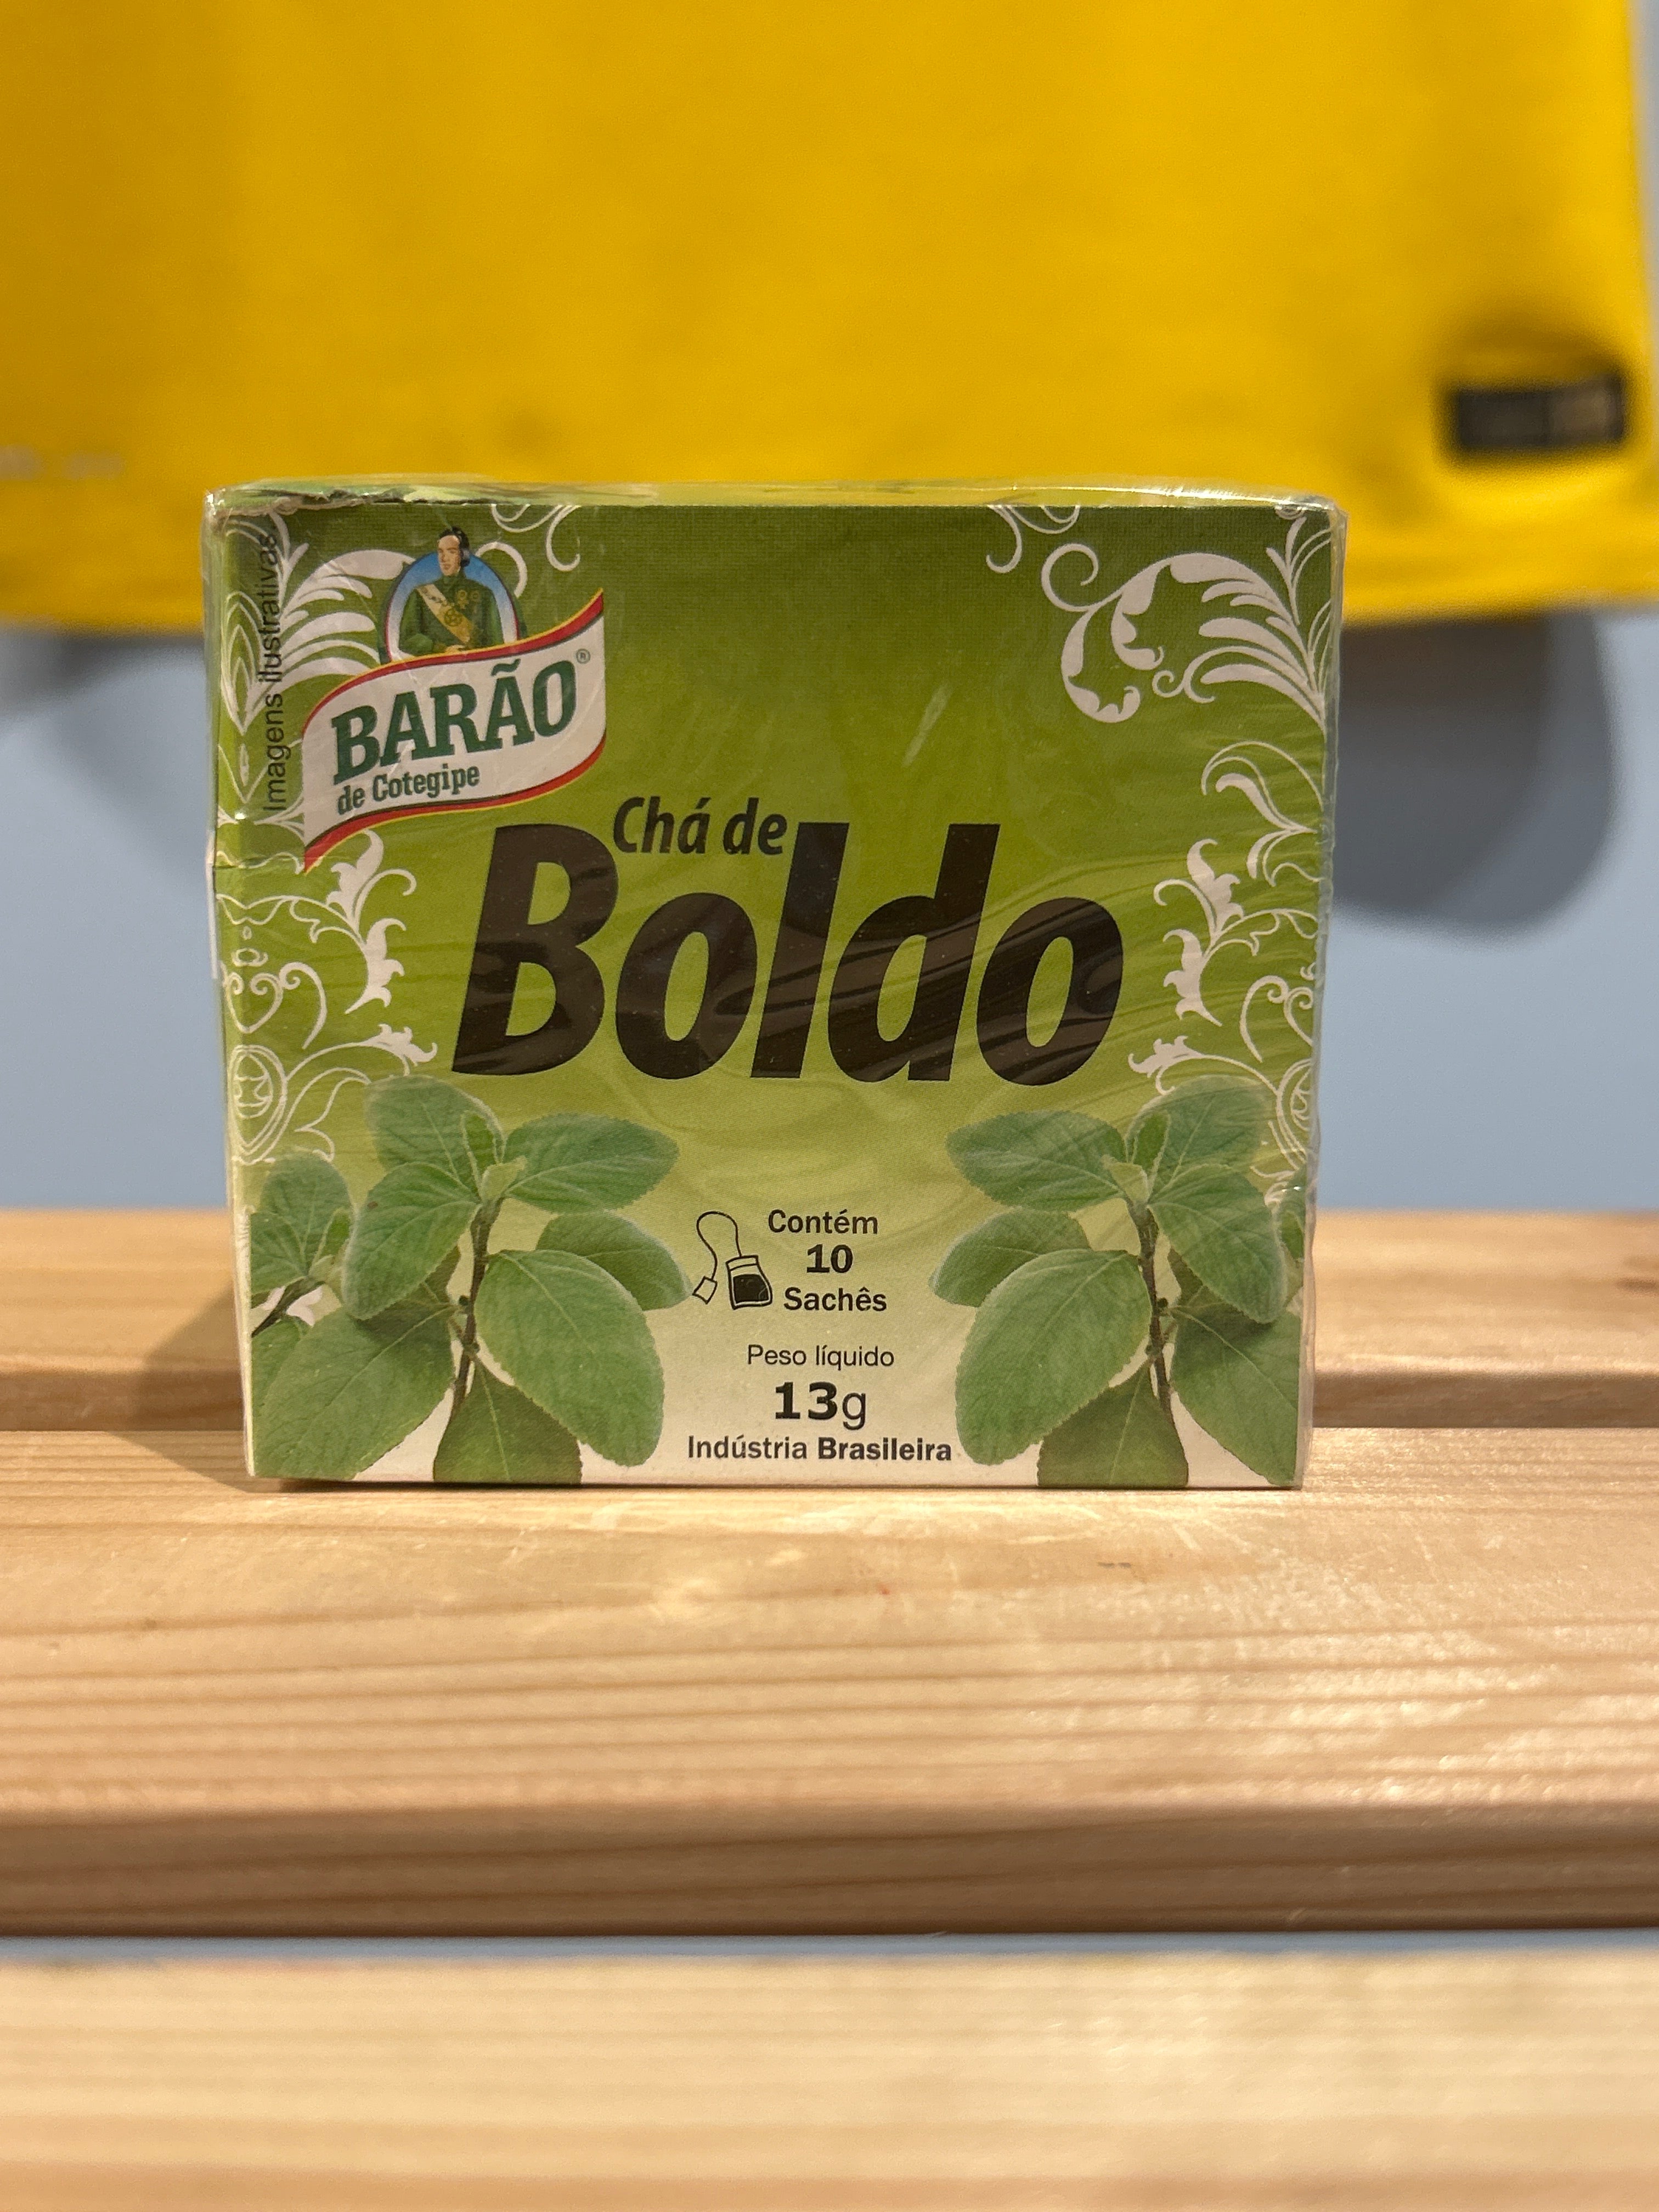 Imagens ilustrativas
BARÃO®
de Cotegipe
Chá de
Boldo
Contém
10
Sachês
Peso líquido
13g
Indústria Brasileira